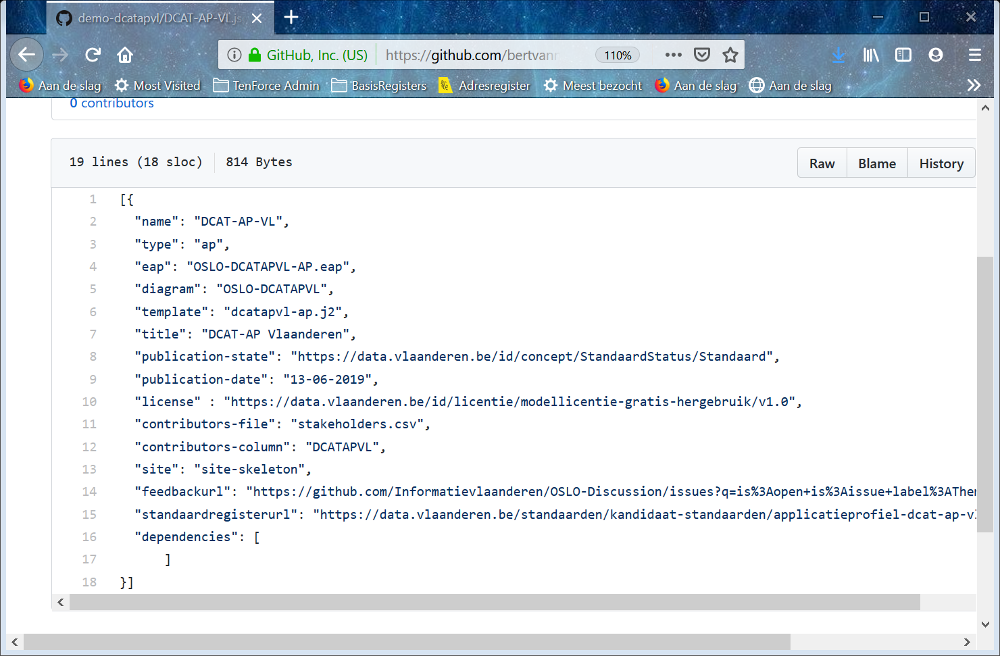 demo-dcatapvl/DCAT-AP-VL.js
GitHub, Inc. (US) https://github.com/bertvann 110%
Aan de slag Most Visited TenForce Admin BasisRegisters Adresregister Meest bezocht Aan de slag Aan de slag
0 contributors
19 lines (18 sloc) 814 Bytes Raw Blame History
1 [{
2 "name": "DCAT-AP-VL",
3 "type": "ap",
4 "eap": "OSLO-DCATAPVL-AP.eap",
5 "diagram": "OSLO-DCATAPVL",
6 "template": "dcatapvl-ap.j2",
7 "title": "DCAT-AP Vlaanderen",
8 "publication-state": "https://data.vlaanderen.be/id/concept/StandaardStatus/Standaard",
9 "publication-date": "13-06-2019",
10 "license" : "https://data.vlaanderen.be/id/licentie/modellicentie-gratis-hergebruik/v1.0",
11 "contributors-file": "stakeholders.csv",
12 "contributors-column": "DCATAPVL",
13 "site": "site-skeleton",
14 "feedbackurl": "https://github.com/Informatievlaanderen/OSLO-Discussion/issues?q=is%3Aopen+is%3Aissue+label%3AThe
15 "standaardregisterurl": "https://data.vlaanderen.be/standaarden/kandidaat-standaarden/applicatieprofiel-dcat-ap-v
16 "dependencies": [
17 ]
18 }]